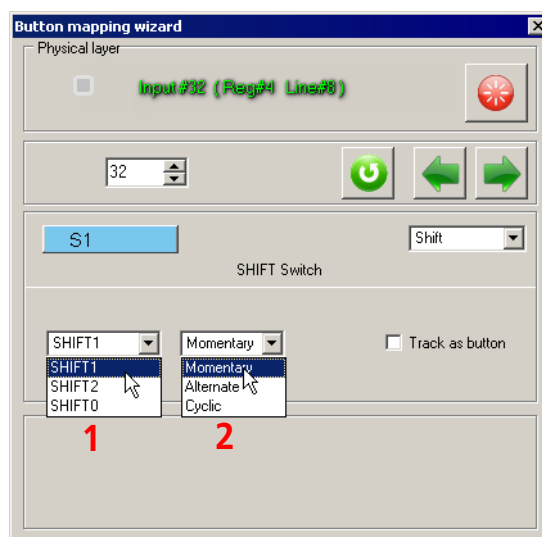 Button mapping wizard
Physical layer
Input#32 (Reg#4 Line#8)
32
S1
Shift
SHIFT Switch
SHIFT1
Momentary
Track as button
SHIFT1
Momentary
SHIFT2
Alternate
SHIFT0
Cyclic
1
2